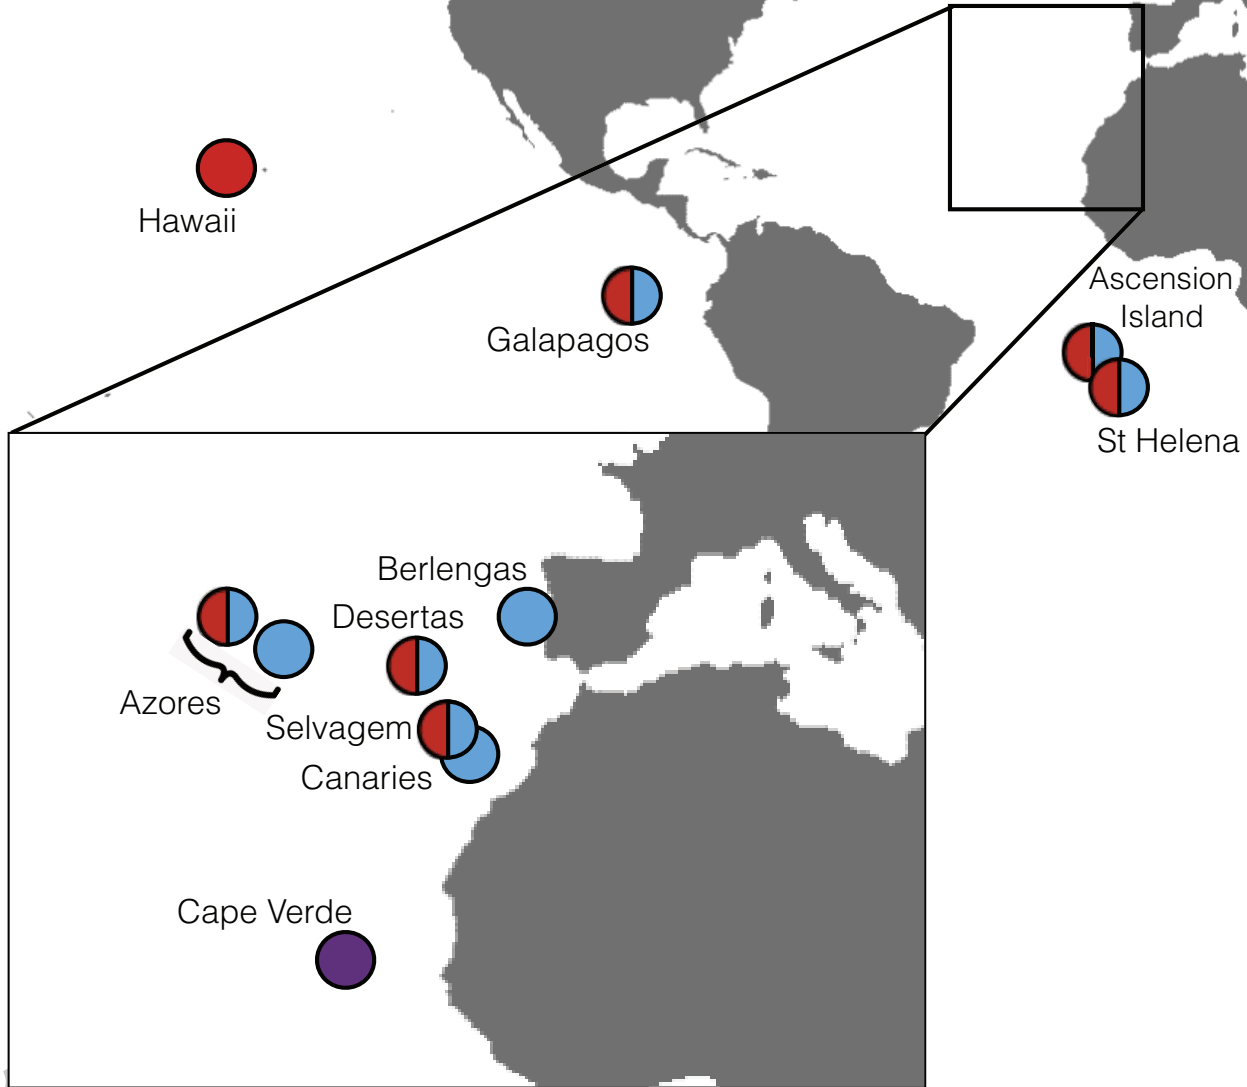 Hawaii
Galapagos
Ascension
Island
St Helena
Berlengas
Desertas
Azores
Selvagem
Canaries
Cape Verde